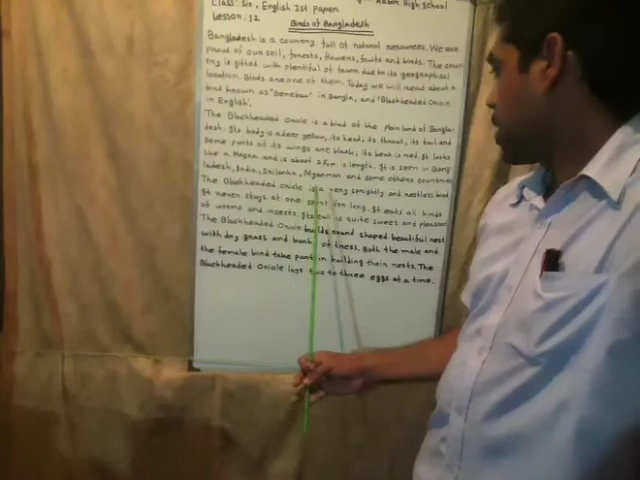 Kabir High School
Class: Six, English 1st Paper
Lesson: 12
Birds of Bangladesh
Bangladesh is a country full of natural resources. We are
proud of our soil, forests, flowers, fruits and birds. The coun-
try is gifted with plentiful of fauna due to its geographical
location. Birds are one of them. Today we will read about a
bird known as "Benebou" in Bangla, and "Blackheaded Oriole
in English'.
The Blackheaded Oriole is a bird of the Plain land of Bangla-
desh. Its body is a deep yellow, its head, its throat, its tail and
some parts of its wings are black, its beak is red. It looks
like a Mayna and is about 25 cm length. It is seen in Bang-
ladesh, India, Srilanka, Myanmar and some others countries
The Blackheaded Oriole is a very sprightly and restless bird
It never stays at one spot for long. It eats all kinds
of worms and insects. Its call is quite sweet and pleasant
The Blackheaded Oriole builds round shaped beautiful nest
with dry grass and bark of trees. Both the male and
the female bird take part in building their nests. The
Blackheaded Oriole lays two to three eggs at a time.